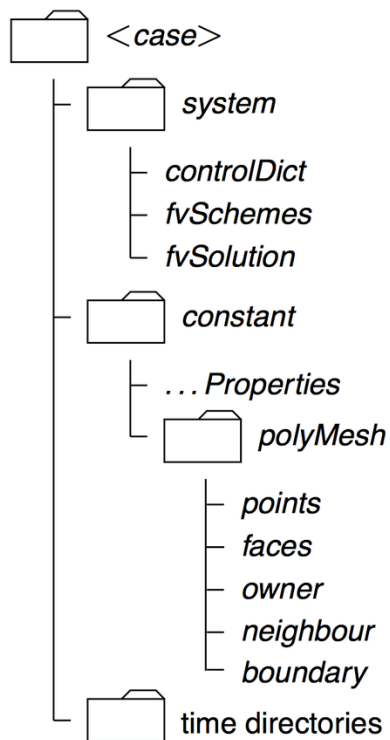 <case>
system
controlDict
fvSchemes
fvSolution
constant
...Properties
polyMesh
points
faces
owner
neighbour
boundary
time directories